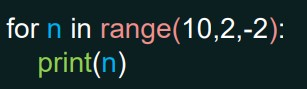 for n in range(10,2,-2):
    print(n)